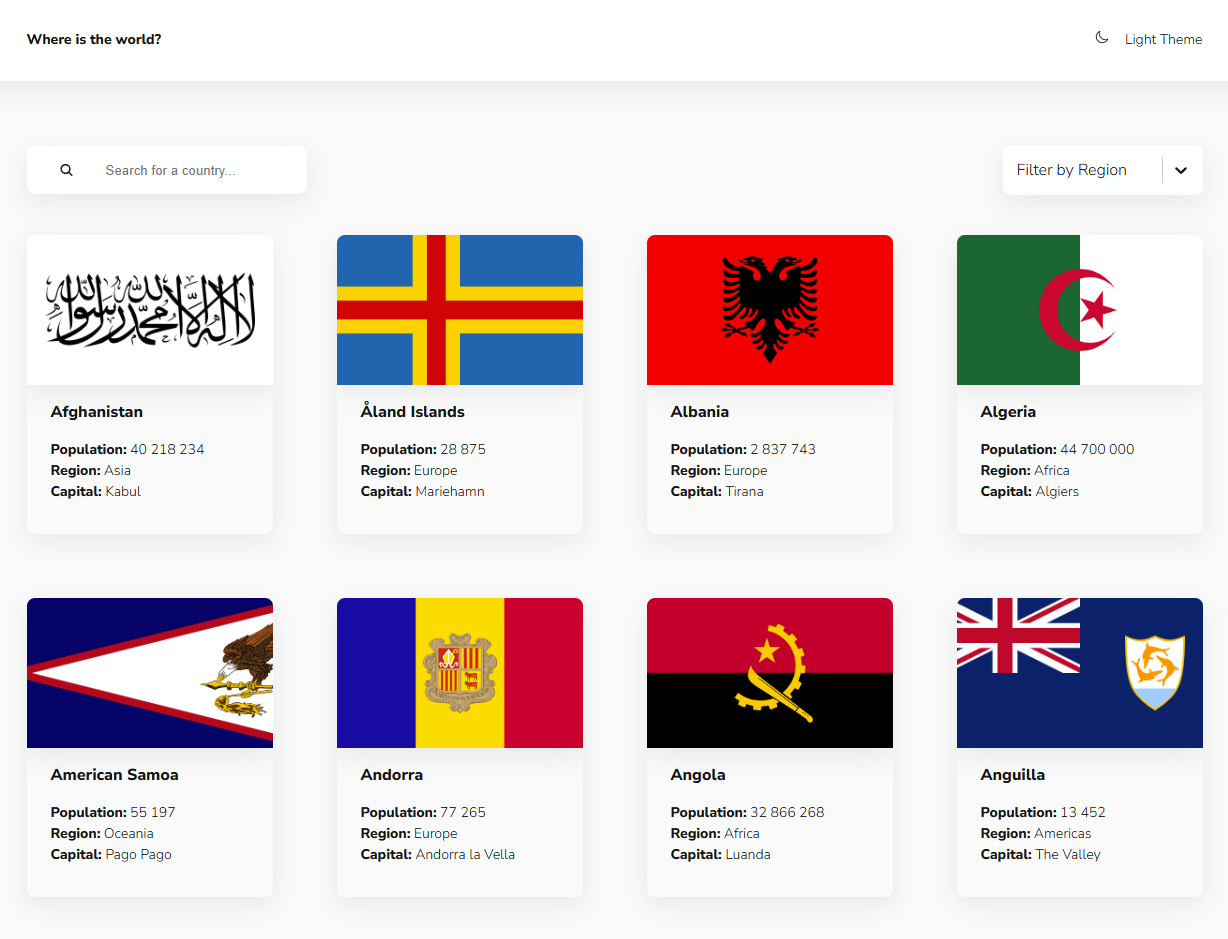 Where is the world?
Light Theme
Search for a country...
Filter by Region
لا إله إلا الله محمد رسول الله
Afghanistan
Population: 40 218 234
Region: Asia
Capital: Kabul
Åland Islands
Population: 28 875
Region: Europe
Capital: Mariehamn
Albania
Population: 2 837 743
Region: Europe
Capital: Tirana
Algeria
Population: 44 700 000
Region: Africa
Capital: Algiers
American Samoa
Population: 55 197
Region: Oceania
Capital: Pago Pago
Andorra
Population: 77 265
Region: Europe
Capital: Andorra la Vella
Angola
Population: 32 866 268
Region: Africa
Capital: Luanda
Anguilla
Population: 13 452
Region: Americas
Capital: The Valley